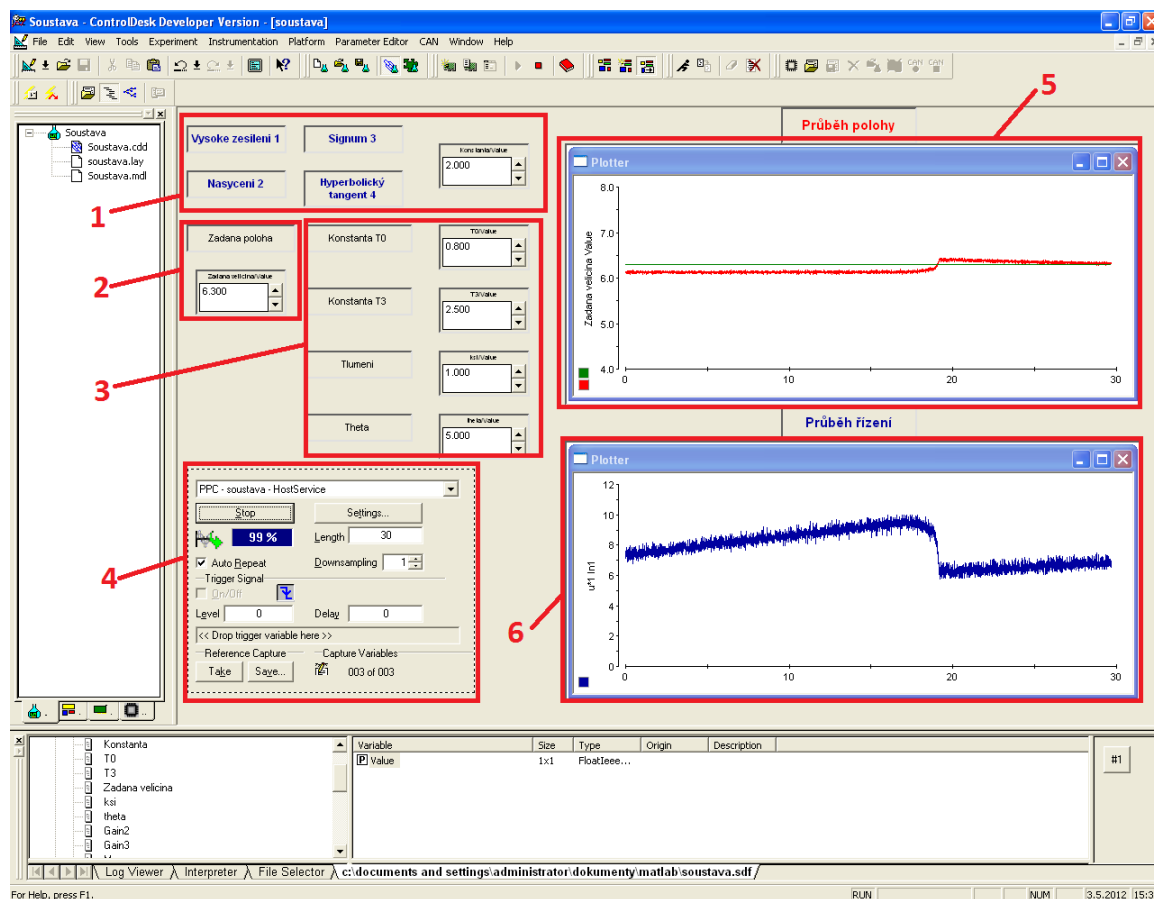 Soustava - ControlDesk Developer Version - [soustava]
File Edit View Tools Experiment Instrumentation Platform Parameter Editor CAN Window Help
Soustava
Soustava.cdd
soustava.lay
Soustava.mdl
1
Vysoke zesileni 1
Signum 3
Nasyceni 2
Hyperbolický
tangent 4
Konstanta/Value
2.000
2
Zadana poloha
Zadana velicina/Value
6.300
3
Konstanta T0
T0/Value
0.800
Konstanta T3
T3/Value
2.500
Tlumeni
ksi/Value
1.000
Theta
theta/Value
5.000
4
PPC - soustava - HostService
Stop
Settings...
99 %
Length 30
Auto Repeat
Downsampling 1
Trigger Signal
On/Off
Level 0
Delay 0
<< Drop trigger variable here >>
Reference Capture
Capture Variables
Take
Save...
003 of 003
5
Průběh polohy
Plotter
Zadana velicina Value
8.0
7.0
6.0
5.0
4.0
0 10 20 30
6
Průběh řízení
Plotter
u*1 In1
12
10
8
6
4
2
0
0 10 20 30
Konstanta
T0
T3
Zadana velicina
ksi
theta
Gain2
Gain3
Variable Size Type Origin Description
P Value 1x1 FloatIeee...
#1
Log Viewer
Interpreter
File Selector
c:\documents and settings\administrator\dokumenty\matlab\soustava.sdf
For Help, press F1.
RUN
NUM
3.5.2012
15:3